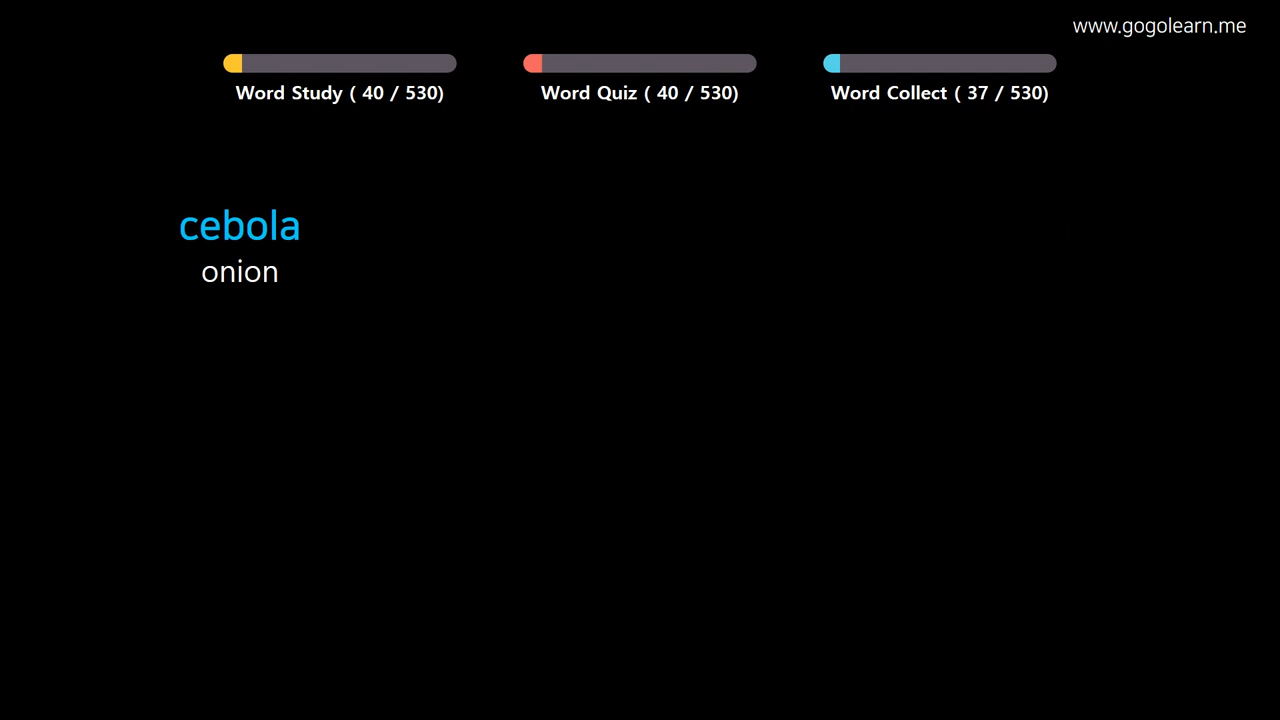 www.gogolearn.me
Word Study ( 40 / 530)
Word Quiz ( 40 / 530)
Word Collect ( 37 / 530)
cebola
onion